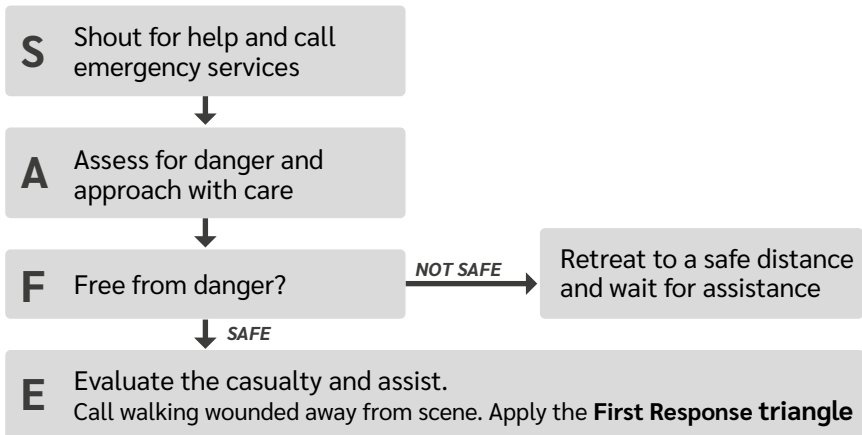 S
Shout for help and call
emergency services
A
Assess for danger and
approach with care
F
Free from danger?
NOT SAFE
Retreat to a safe distance
and wait for assistance
SAFE
E
Evaluate the casualty and assist.
Call walking wounded away from scene. Apply the First Response triangle